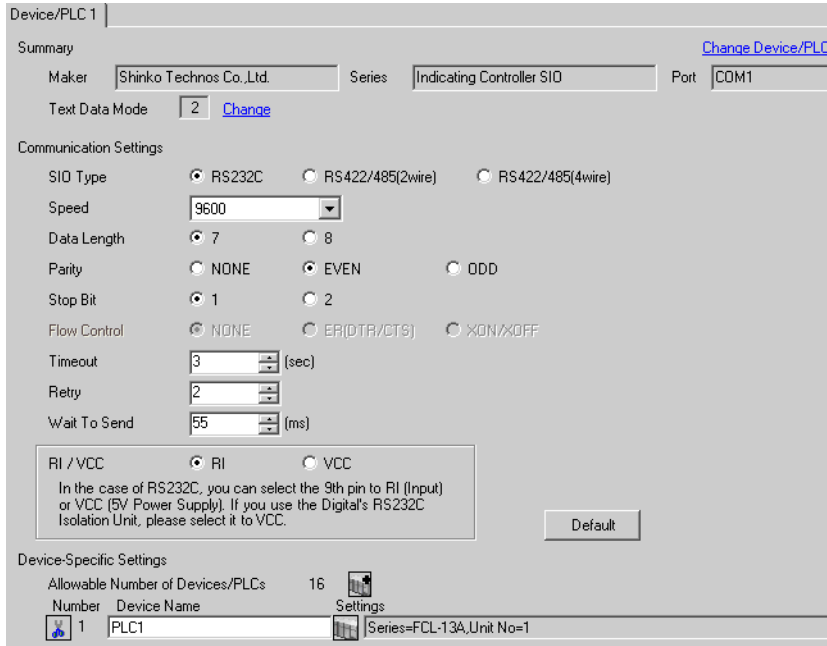 Device/PLC 1
Summary Change Device/PLC
Maker Shinko Technos Co.,Ltd. Series Indicating Controller SIO Port COM1
Text Data Mode 2 Change
Communication Settings
SIO Type RS232C RS422/485(2wire) RS422/485(4wire)
Speed 9600
Data Length 7 8
Parity NONE EVEN ODD
Stop Bit 1 2
Flow Control NONE ER(DTR/CTS) XON/XOFF
Timeout 3 (sec)
Retry 2
Wait To Send 55 (ms)
RI / VCC RI VCC
In the case of RS232C, you can select the 9th pin to RI (Input)
or VCC (5V Power Supply). If you use the Digital's RS232C
Isolation Unit, please select it to VCC.
Default
Device-Specific Settings
Allowable Number of Devices/PLCs 16
Number Device Name Settings
1 PLC1 Series=FCL-13A,Unit No=1